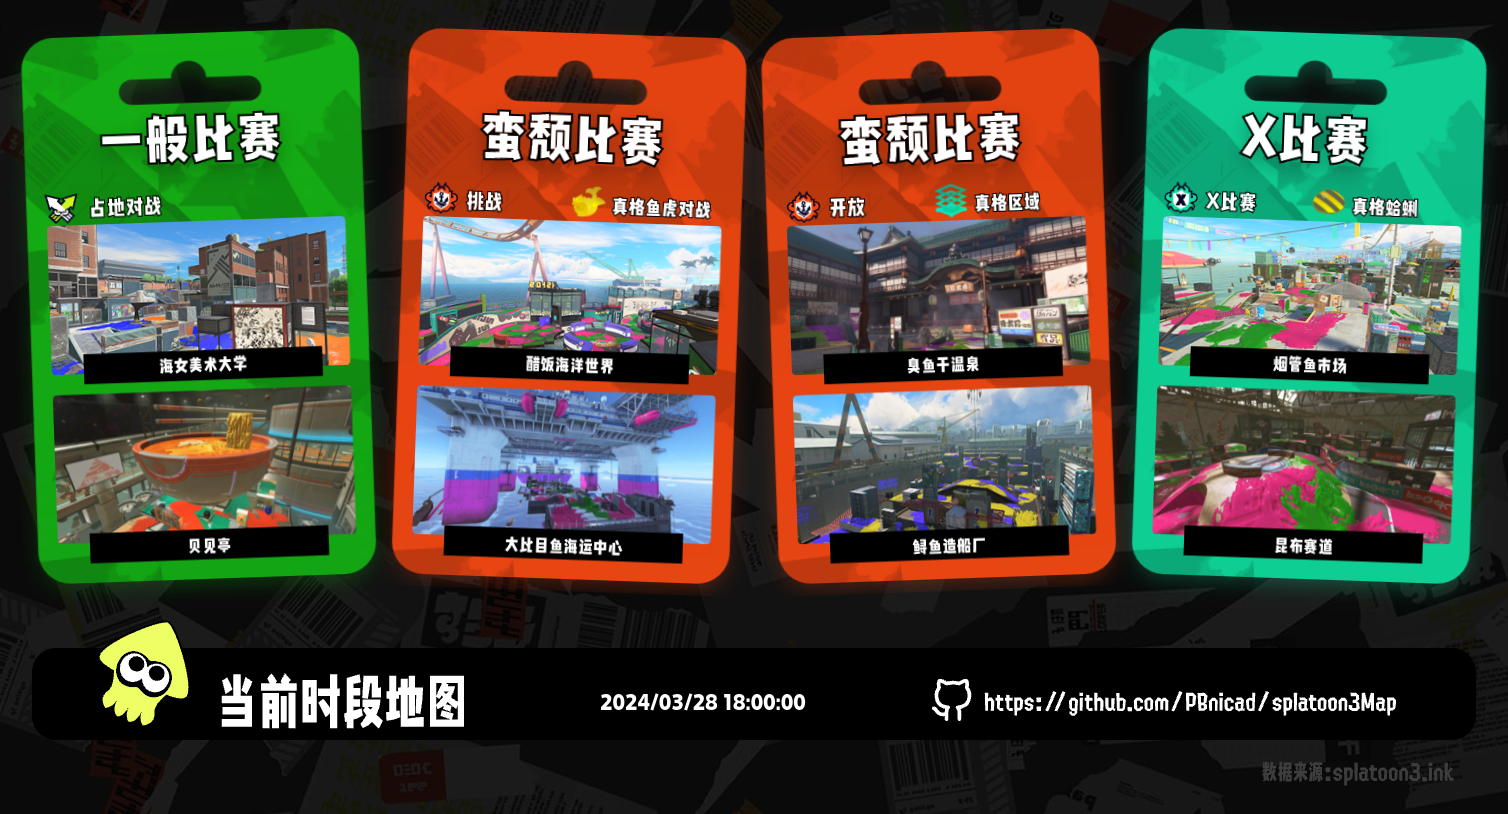 一般比赛
占地对战
海女美术大学
贝见亭
蛮颓比赛
挑战
真格鱼虎对战
醋饭海洋世界
大比目鱼海运中心
蛮颓比赛
开放
真格区域
臭鱼干温泉
鲟鱼造船厂
X比赛
X比赛
真格蛤蜊
烟管鱼市场
昆布赛道
当前时段地图
2024/03/28 18:00:00
https://github.com/PBnicad/splatoon3Map
数据来源:splatoon3.ink